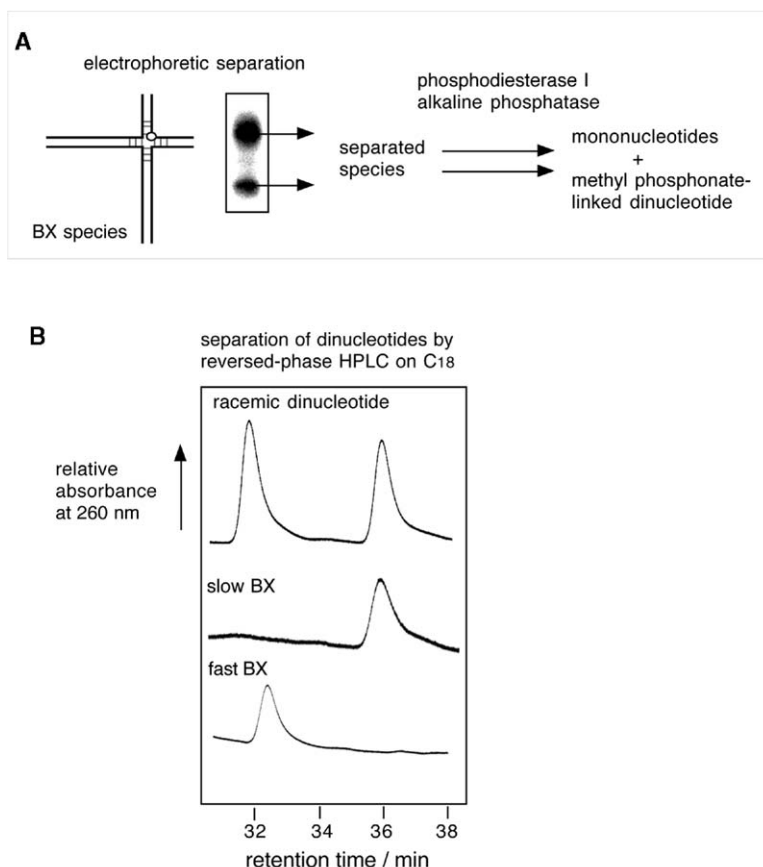 A
electrophoretic separation
BX species
separated
species
phosphodiesterase I
alkaline phosphatase
mononucleotides
+
methyl phosphonate-
linked dinucleotide
B
separation of dinucleotides by
reversed-phase HPLC on C18
racemic dinucleotide
relative
absorbance
at 260 nm
slow BX
fast BX
32 34 36 38
retention time / min